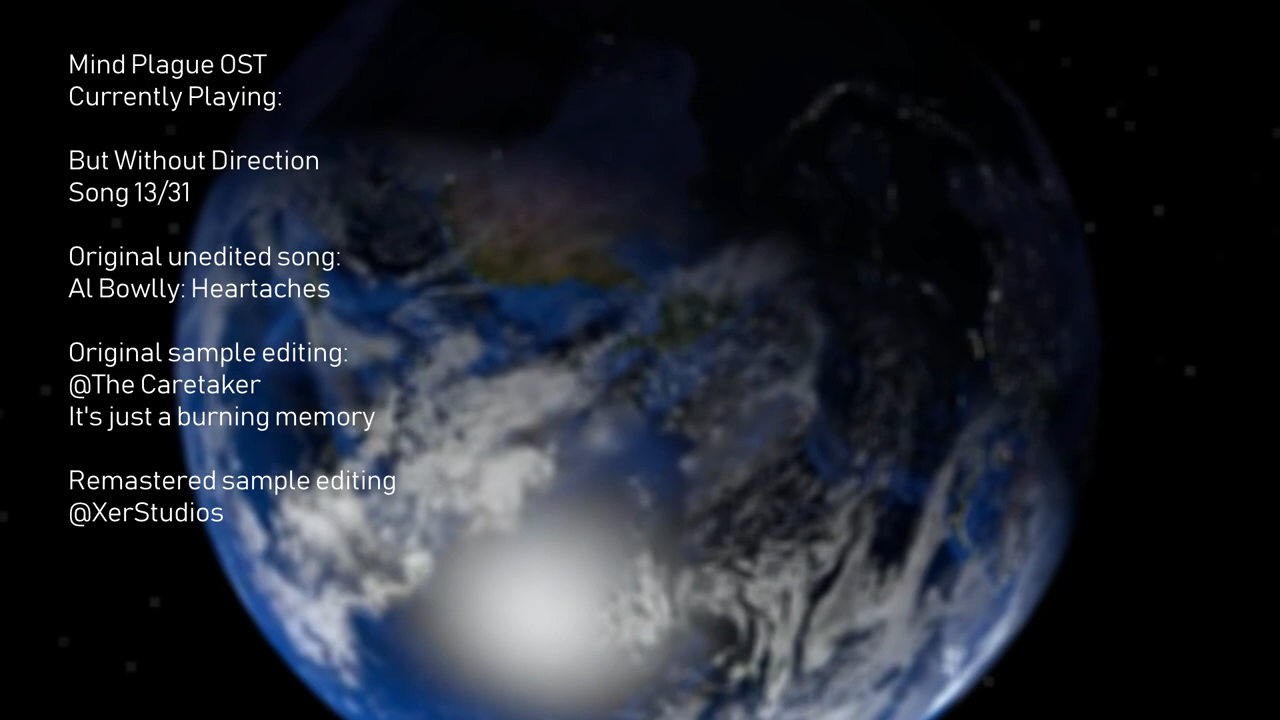 Mind Plague OST
Currently Playing:
But Without Direction
Song 13/31
Original unedited song:
Al Bowlly: Heartaches
Original sample editing:
@The Caretaker
It's just a burning memory
Remastered sample editing
@XerStudios